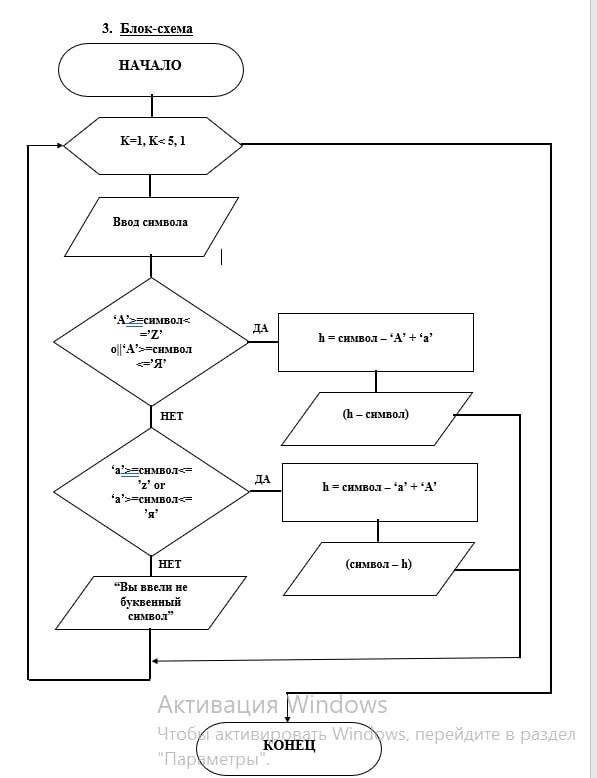 3. Блок-схема
НАЧАЛО
K=1, K< 5, 1
Ввод символа
‘A’>=символ<
=’Z’
o||‘А’>=символ
<=’Я’
ДА
h = символ – ‘А’ + ‘а’
(h – символ)
НЕТ
‘a’>=символ<=
’z’ or
‘а’>=символ<=
’я’
ДА
h = символ – ‘а’ + ‘А’
(символ – h)
НЕТ
“Вы ввели не
буквенный
символ”
Активация Windows
Чтобы активировать Windows, перейдите в раздел
"Параметры".
КОНЕЦ